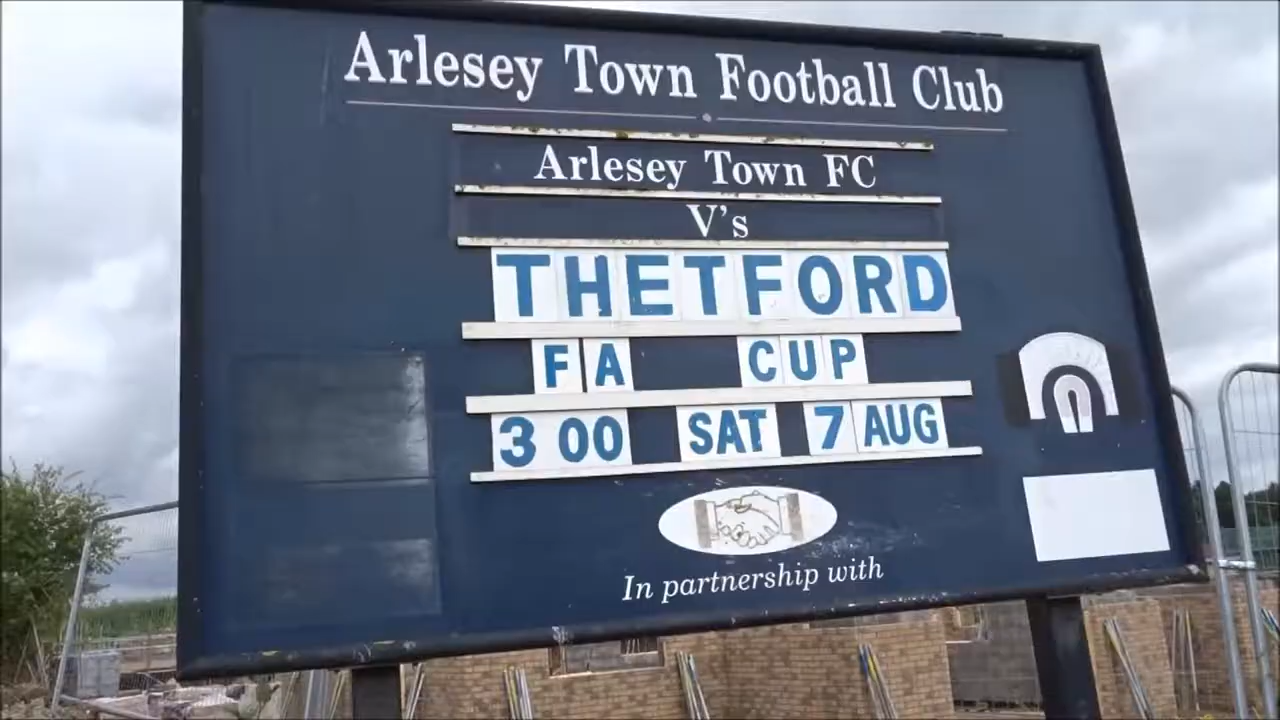 Arlesey Town Football Club
Arlesey Town FC
V's
THETFORD
FA CUP
3 00 SAT 7 AUG
In partnership with